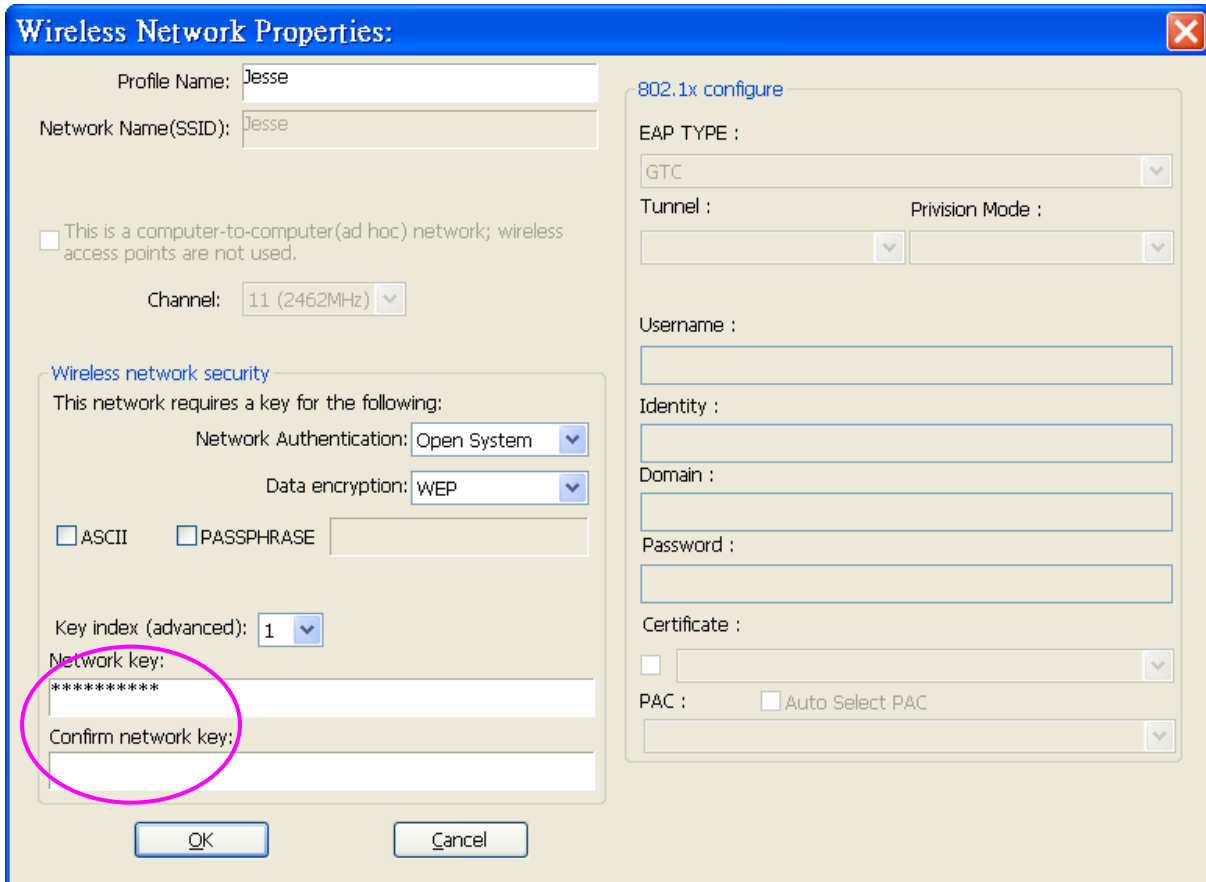 Wireless Network Properties:
Profile Name: Jesse
Network Name(SSID): Jesse
This is a computer-to-computer(ad hoc) network; wireless
access points are not used.
Channel: 11 (2462MHz)
Wireless network security
This network requires a key for the following:
Network Authentication: Open System
Data encryption: WEP
ASCII PASSPHRASE
Key index (advanced): 1
Network key:
**********
Confirm network key:
OK Cancel
802.1x configure
EAP TYPE :
GTC
Tunnel : Privision Mode :
Username :
Identity :
Domain :
Password :
Certificate :
PAC : Auto Select PAC